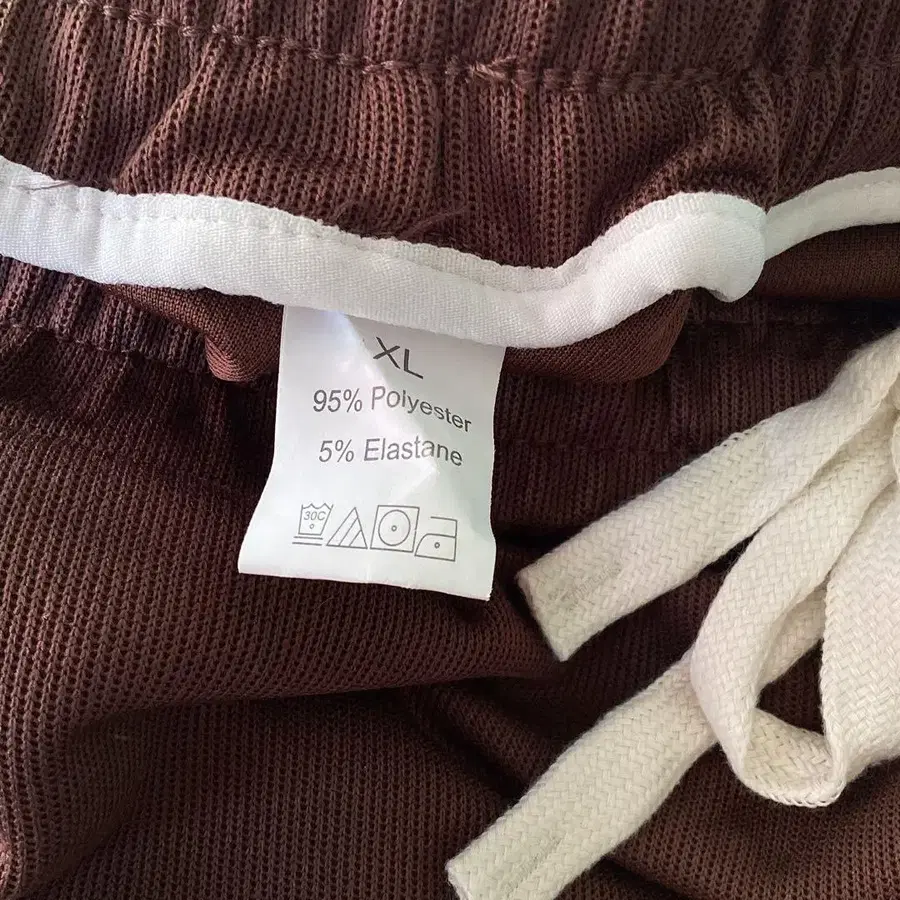 XL
95% Polyester
5% Elastane
30C